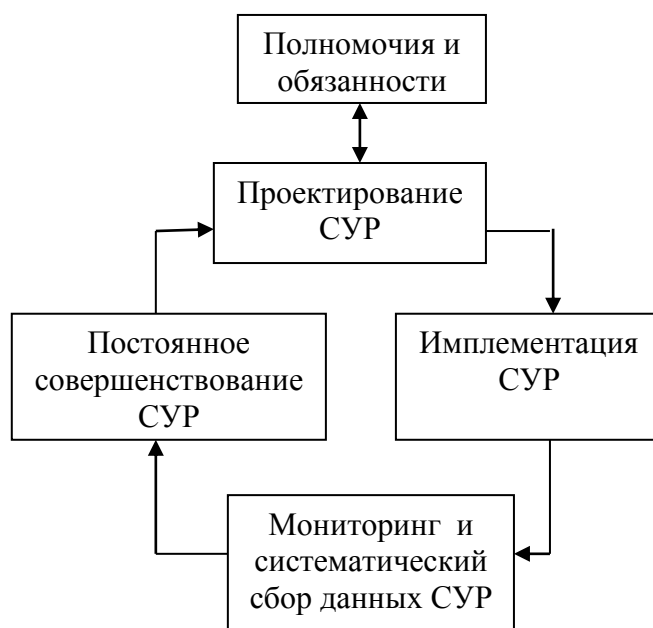 Полномочия и
обязанности
Проектирование
СУР
Постоянное
совершенствование
СУР
Имплементация
СУР
Мониторинг и
систематический
сбор данных СУР